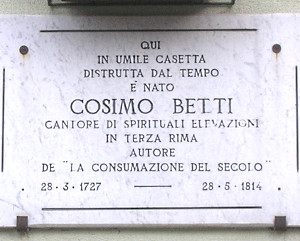 QUI
IN UMILE CASETTA
DISTRUTTA DAL TEMPO
È NATO
COSIMO BETTI
CANTORE DI SPIRITUALI ELEVAZIONI
IN TERZA RIMA
AUTORE
DE "LA CONSUMAZIONE DEL SECOLO"
28·3·1727 — 28·5·1814